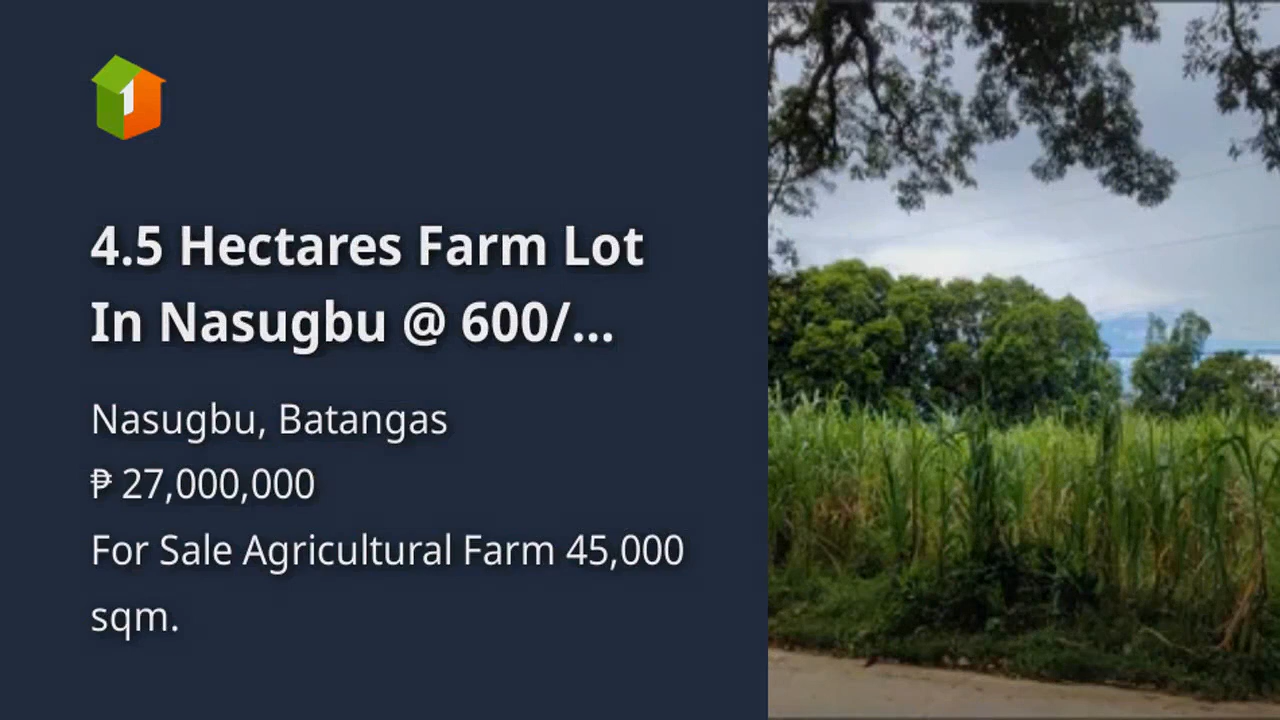 4.5 Hectares Farm Lot
In Nasugbu @ 600/...
Nasugbu, Batangas
₱ 27,000,000
For Sale Agricultural Farm 45,000
sqm.